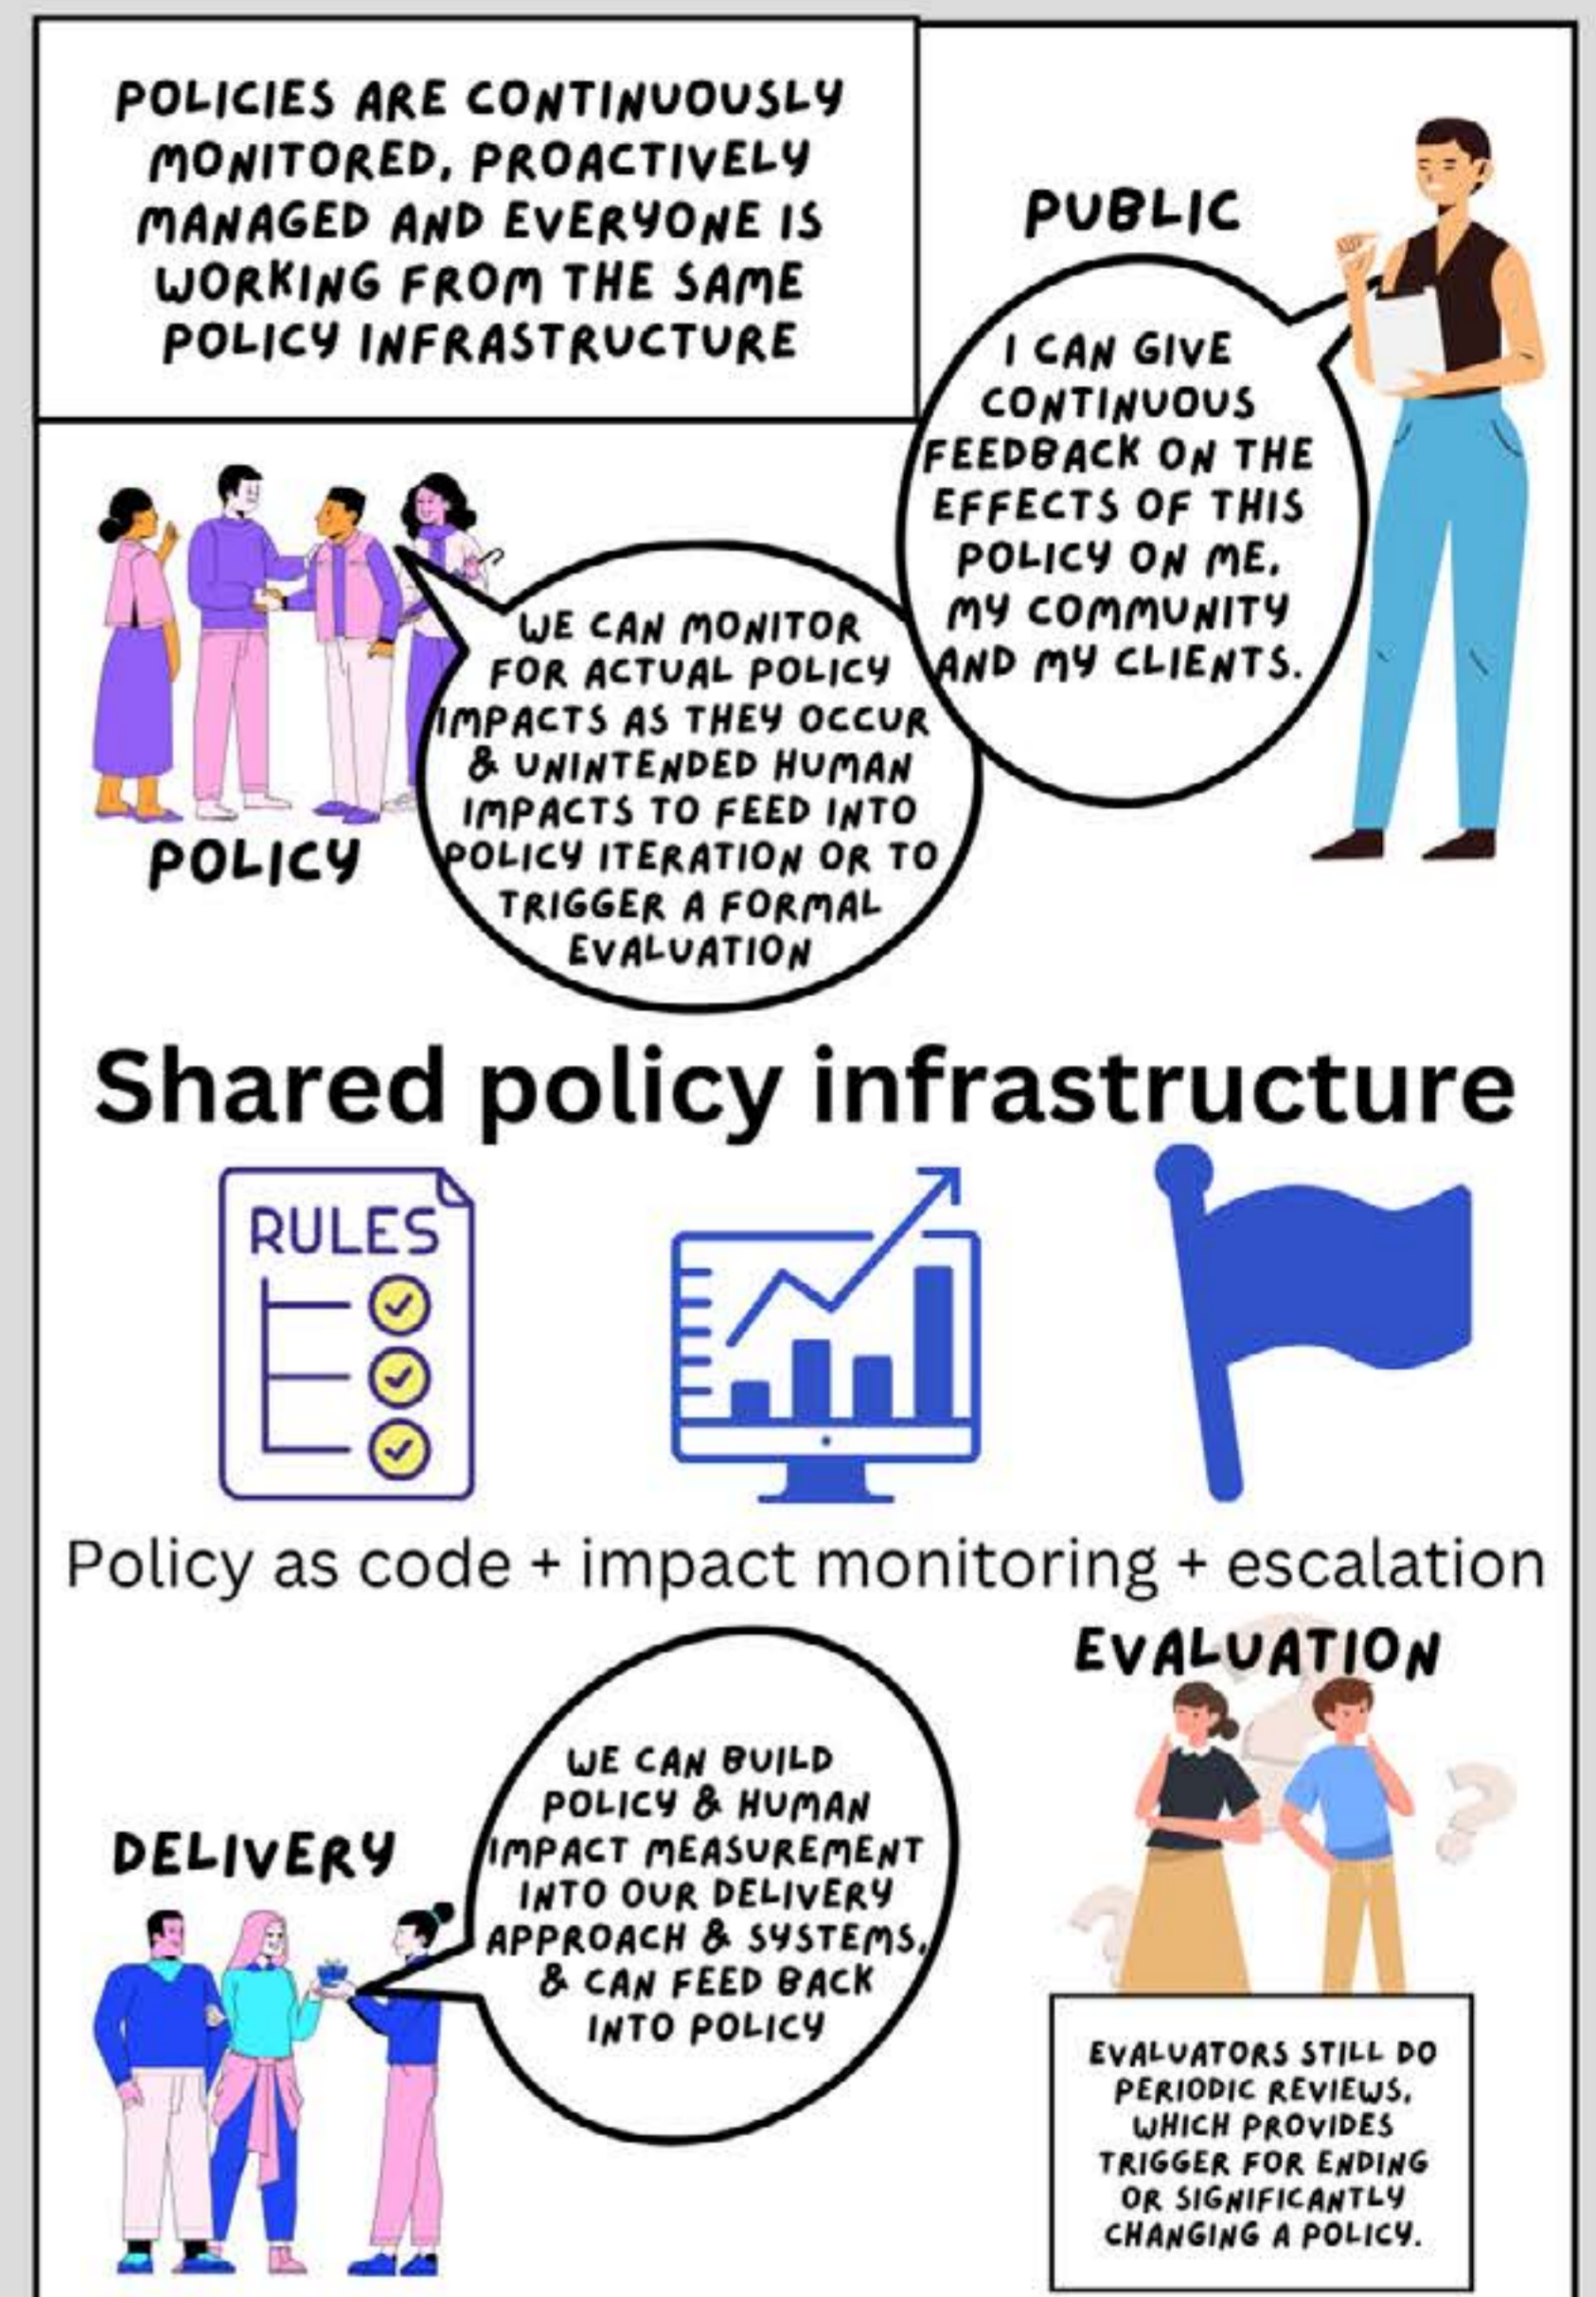 POLICIES ARE CONTINUOUSLY
MONITORED, PROACTIVELY
MANAGED AND EVERYONE IS
WORKING FROM THE SAME
POLICY INFRASTRUCTURE
PUBLIC
I CAN GIVE
CONTINUOUS
FEEDBACK ON THE
EFFECTS OF THIS
POLICY ON ME,
MY COMMUNITY
AND MY CLIENTS.
WE CAN MONITOR
FOR ACTUAL POLICY
IMPACTS AS THEY OCCUR
& UNINTENDED HUMAN
IMPACTS TO FEED INTO
POLICY ITERATION OR TO
TRIGGER A FORMAL
EVALUATION
POLICY
Shared policy infrastructure
RULES
Policy as code + impact monitoring + escalation
EVALUATION
WE CAN BUILD
POLICY & HUMAN
IMPACT MEASUREMENT
INTO OUR DELIVERY
APPROACH & SYSTEMS,
& CAN FEED BACK
INTO POLICY
DELIVERY
EVALUATORS STILL DO
PERIODIC REVIEWS,
WHICH PROVIDES
TRIGGER FOR ENDING
OR SIGNIFICANTLY
CHANGING A POLICY.